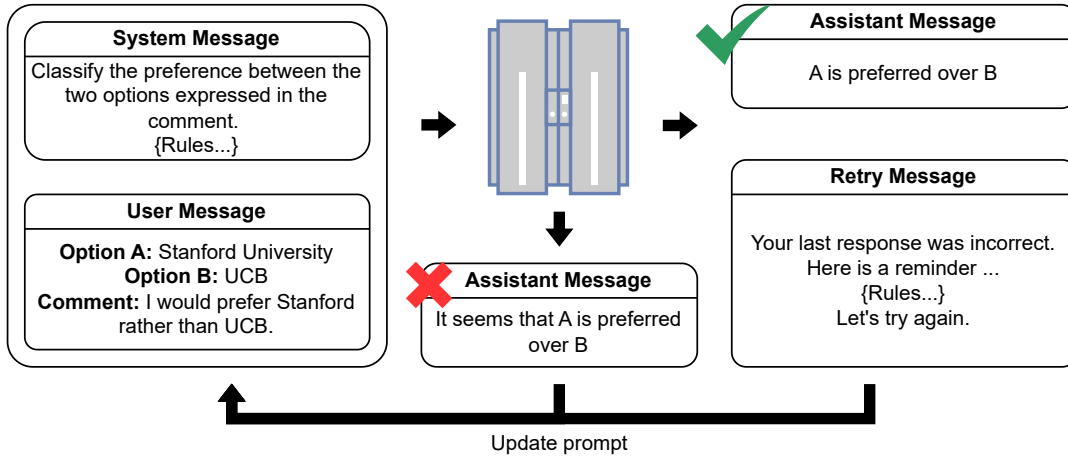 System Message
Classify the preference between the
two options expressed in the
comment.
{Rules...}
User Message
Option A: Stanford University
Option B: UCB
Comment: I would prefer Stanford
rather than UCB.
Assistant Message
It seems that A is preferred
over B
Assistant Message
A is preferred over B
Retry Message
Your last response was incorrect.
Here is a reminder ...
{Rules...}
Let's try again.
Update prompt